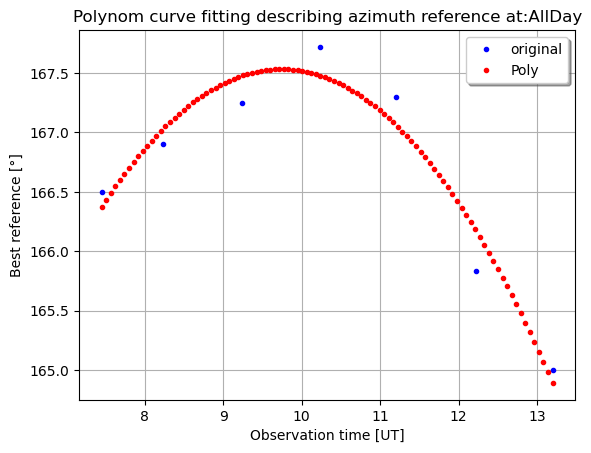 Polynom curve fitting describing azimuth reference at:AllDay
original
Poly
167.5
167.0
166.5
166.0
165.5
165.0
Best reference [°]
8 9 10 11 12 13
Observation time [UT]